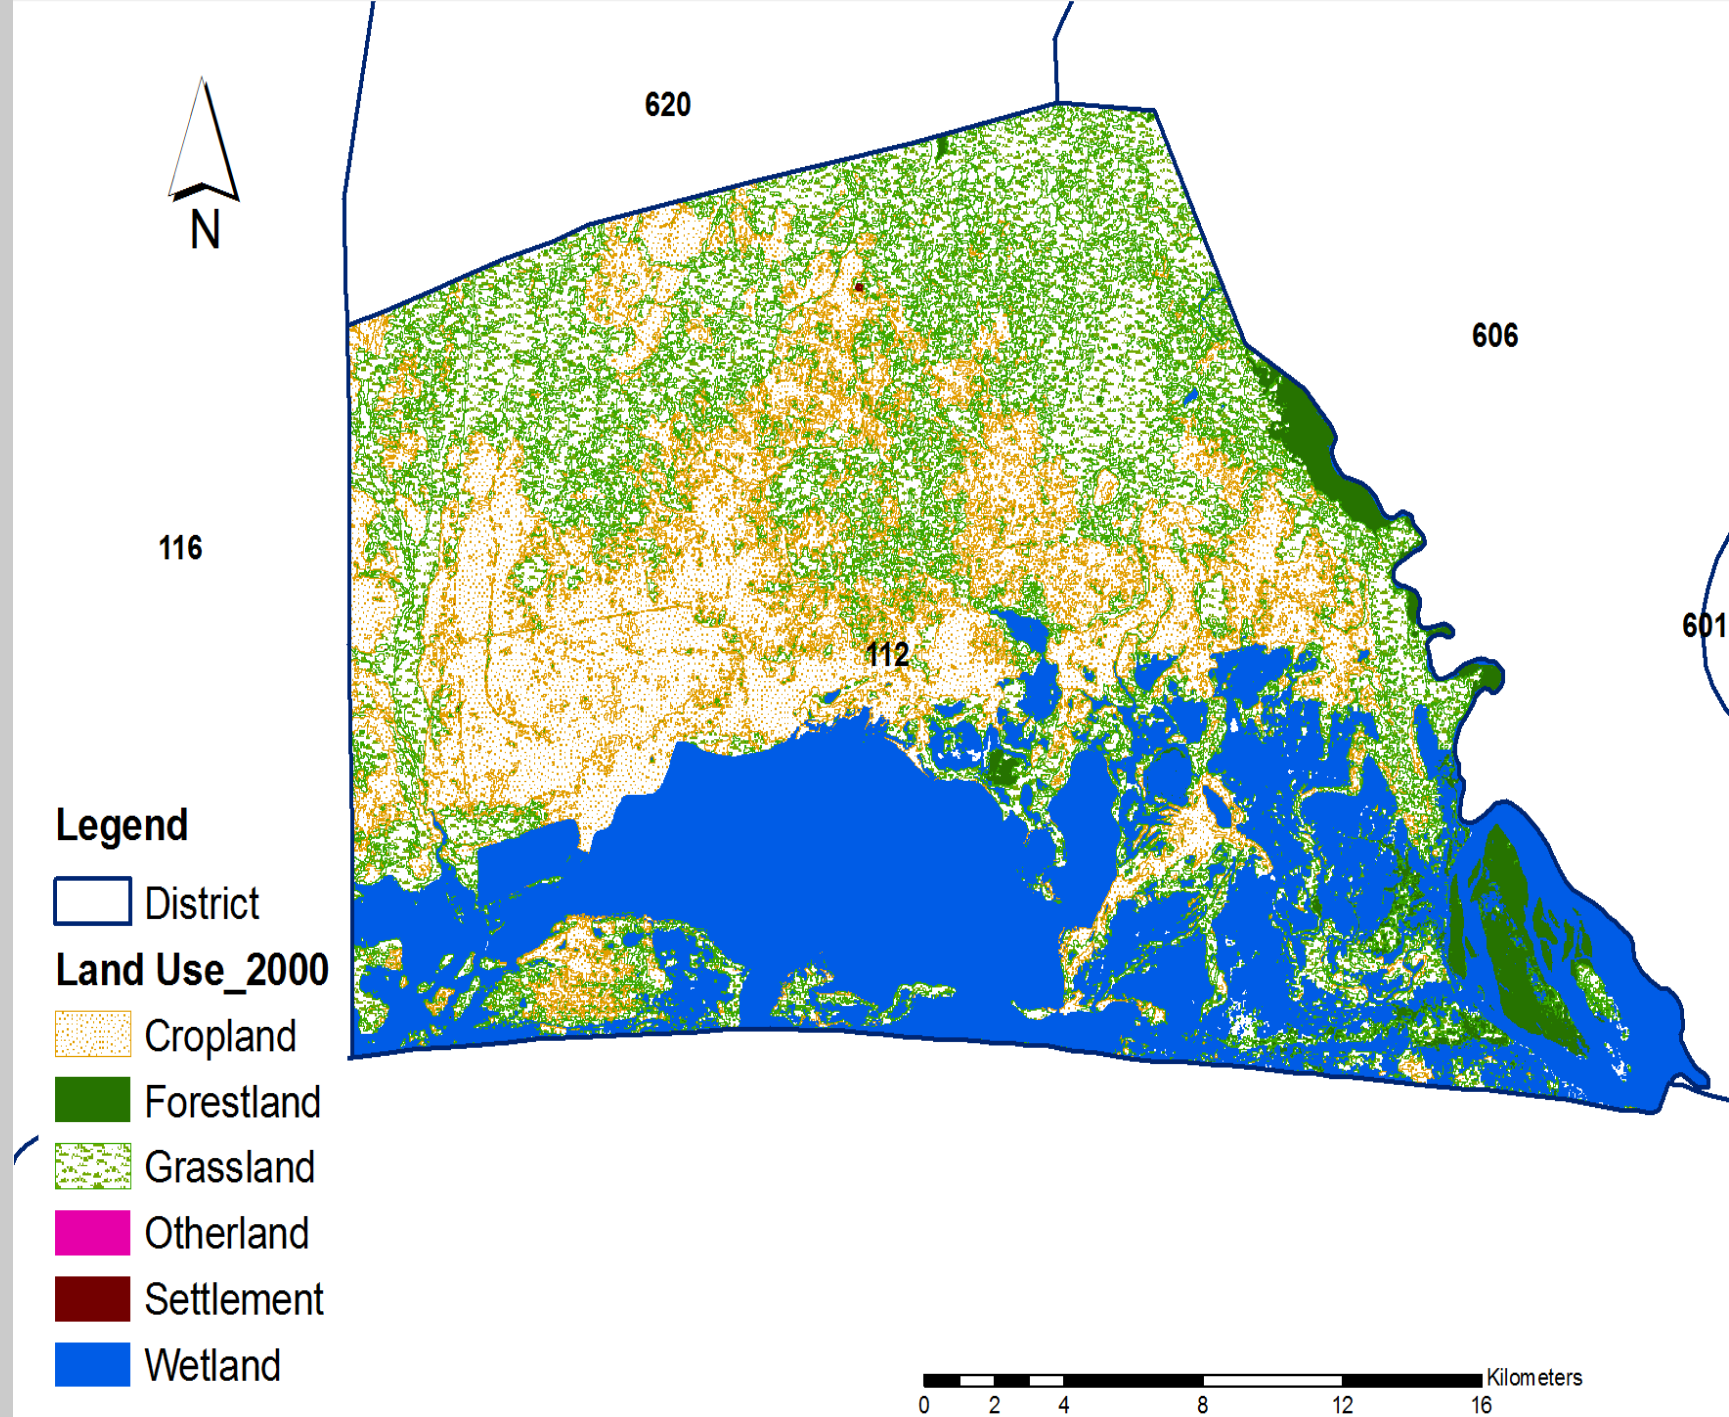 620
N
606
116
601
112
Legend
District
Land Use_2000
Cropland
Forestland
Grassland
Otherland
Settlement
Wetland
Kilometers
0 2 4 8 12 16